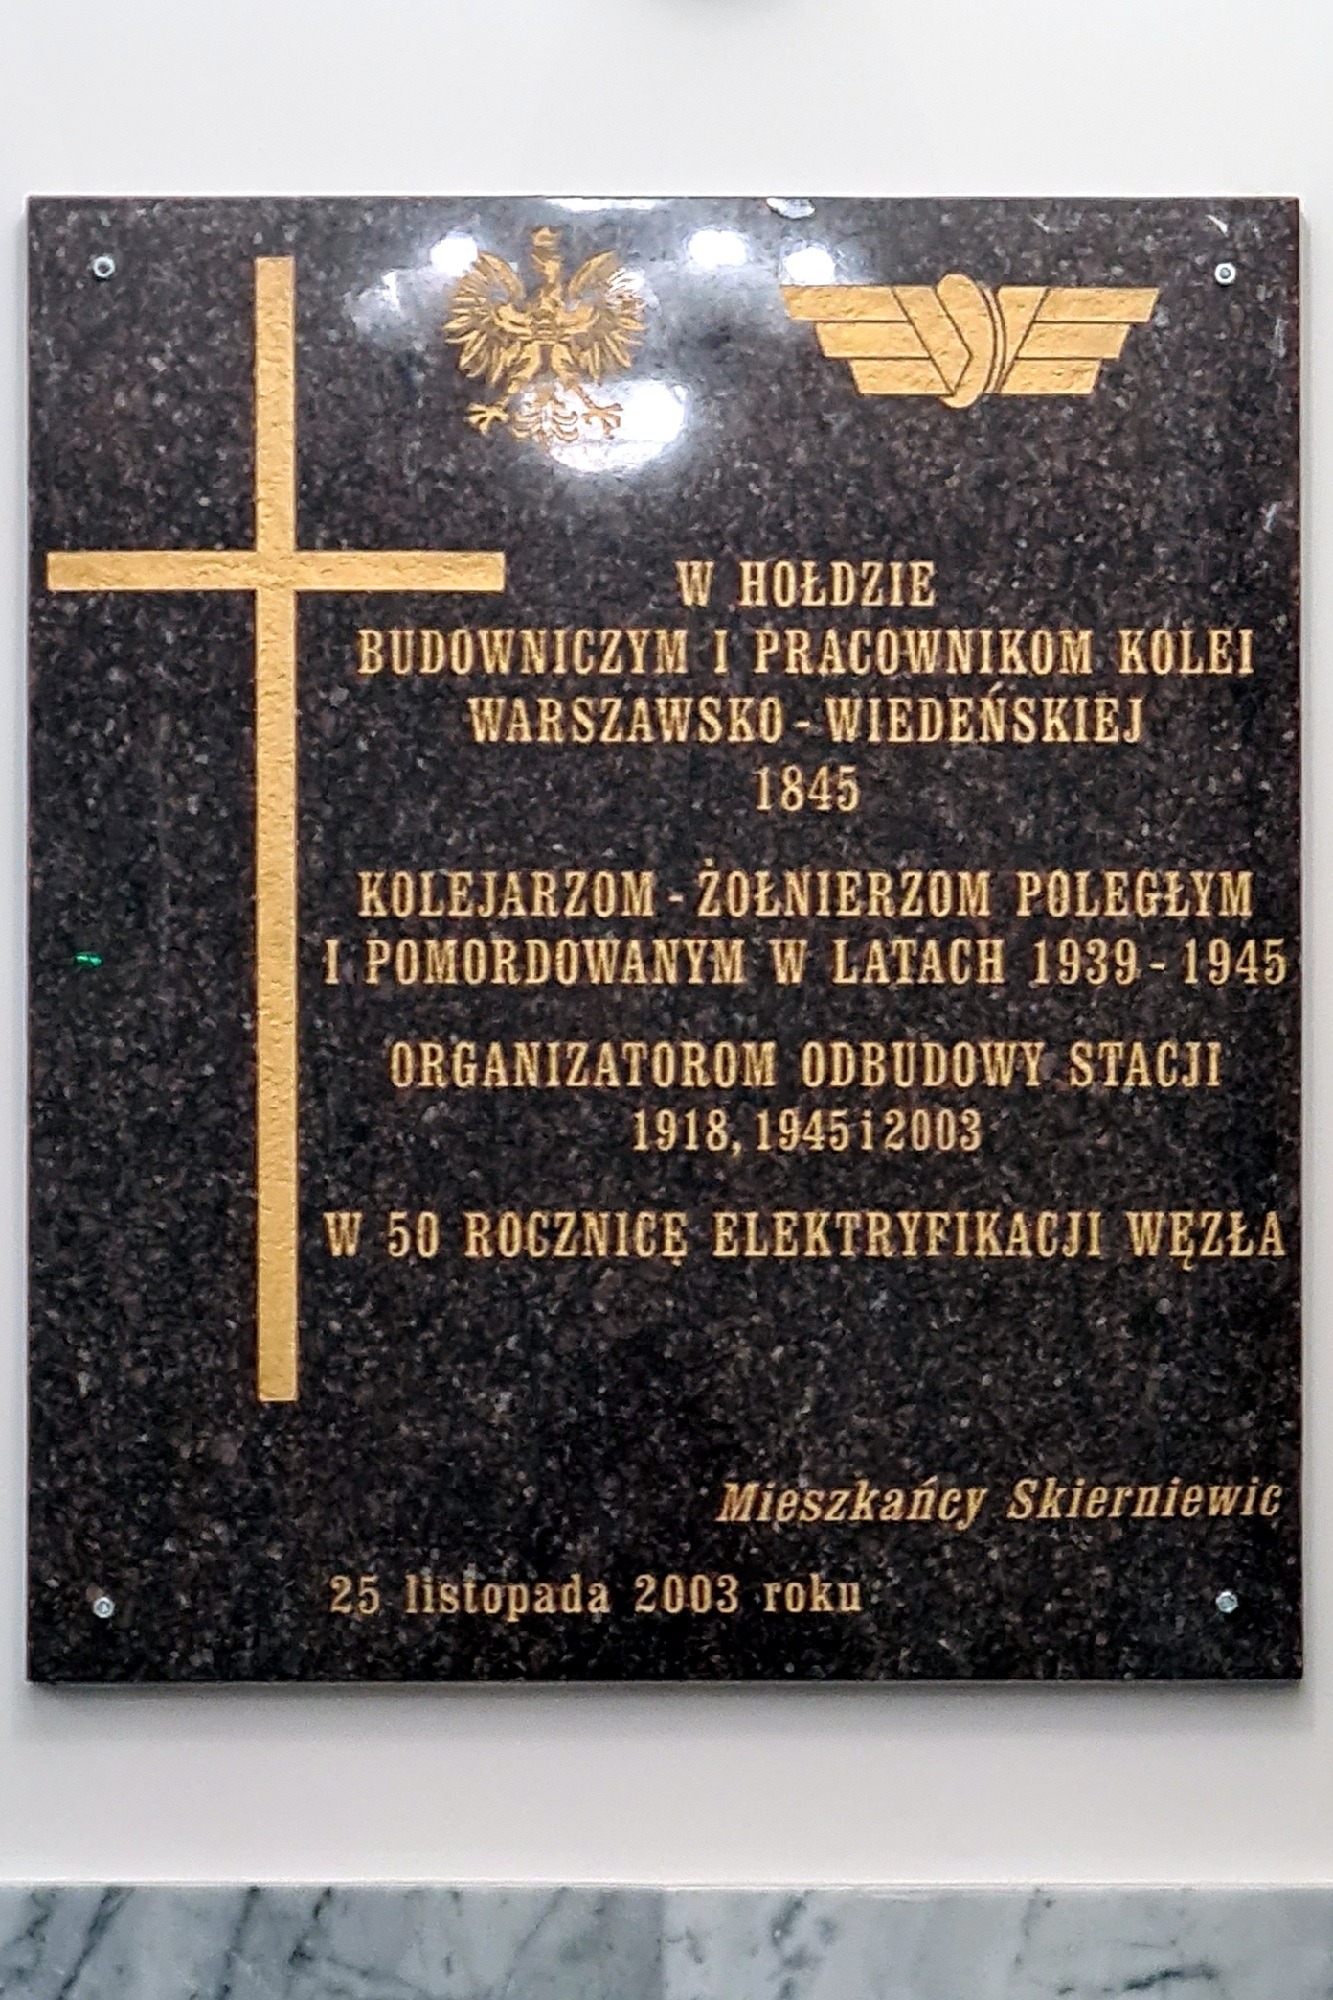 W HOŁDZIE
BUDOWNICZYM I PRACOWNIKOM KOLEI
WARSZAWSKO - WIEDEŃSKIEJ
1845
KOLEJARZOM - ŻOŁNIERZOM POLEGŁYM
I POMORDOWANYM W LATACH 1939 - 1945
ORGANIZATOROM ODBUDOWY STACJI
1918, 1945 i 2003
W 50 ROCZNICĘ ELEKTRYFIKACJI WĘZŁA
Mieszkańcy Skierniewic
25 listopada 2003 roku